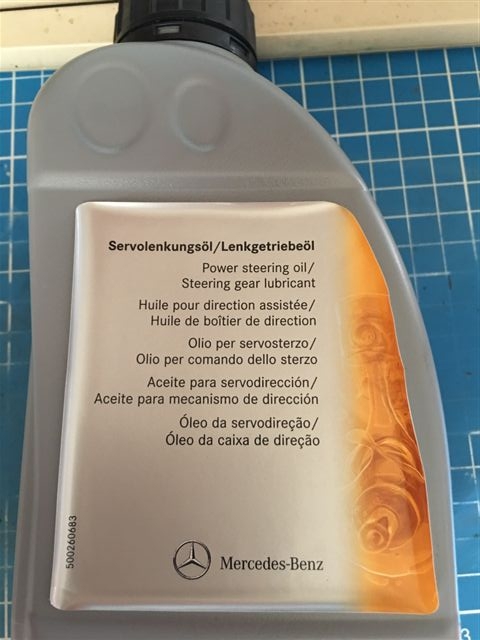 Servolenkungsöl/Lenkgetriebeöl
Power steering oil/
Steering gear lubricant
Huile pour direction assistée/
Huile de boîtier de direction
Olio per servosterzo/
Olio per comando dello sterzo
Aceite para servodirección/
Aceite para mecanismo de dirección
Óleo da servodireção/
Óleo da caixa de direção
500260683
Mercedes-Benz
3